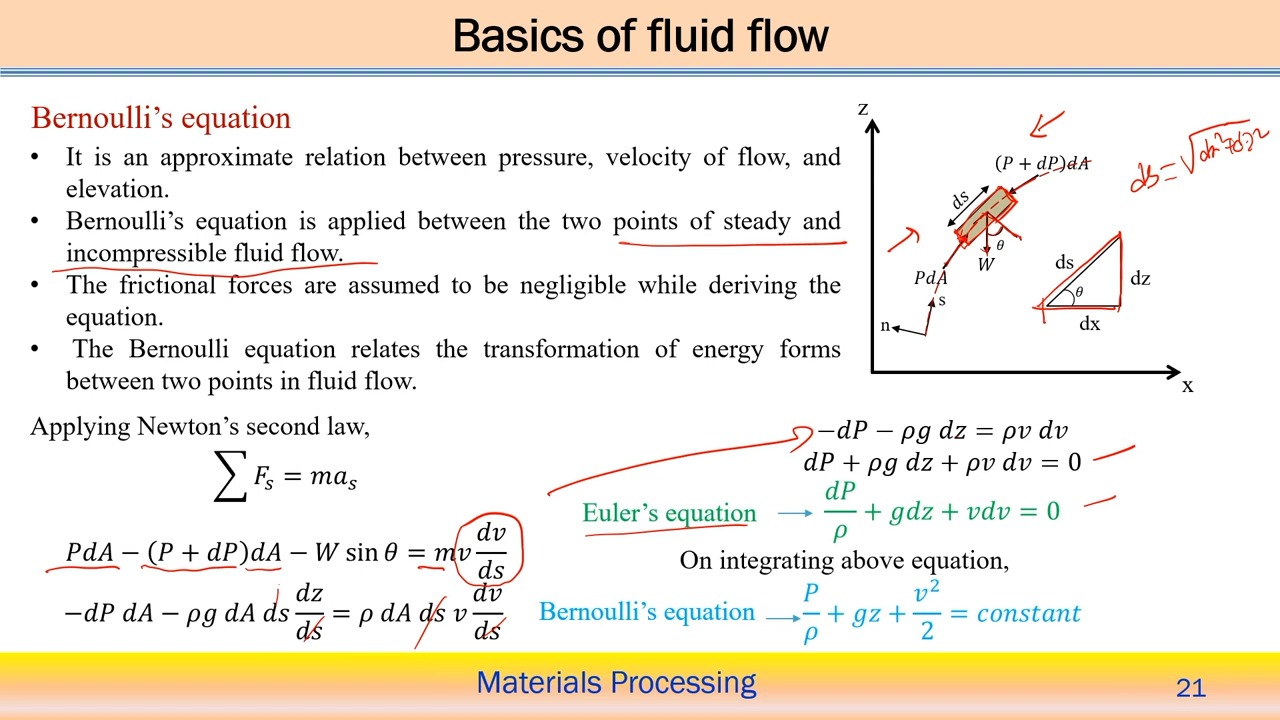 Basics of fluid flow
Bernoulli's equation
• It is an approximate relation between pressure, velocity of flow, and
elevation.
• Bernoulli's equation is applied between the two points of steady and
incompressible fluid flow.
• The frictional forces are assumed to be negligible while deriving the
equation.
• The Bernoulli equation relates the transformation of energy forms
between two points in fluid flow.
Applying Newton's second law,
∑ F_s = ma_s
PdA − (P + dP)dA − W sin θ = mv dv/ds
−dP dA − ρg dA ds dz/ds = ρ dA ds v dv/ds
z
(P + dP)dA
ds
θ
W
PdA
s
n
x
ds = √dx²+dz²
ds
dz
θ
dx
−dP − ρg dz = ρv dv
dP + ρg dz + ρv dv = 0
Euler's equation → dP/ρ + gdz + vdv = 0
On integrating above equation,
Bernoulli's equation → P/ρ + gz + v²/2 = constant
Materials Processing
21